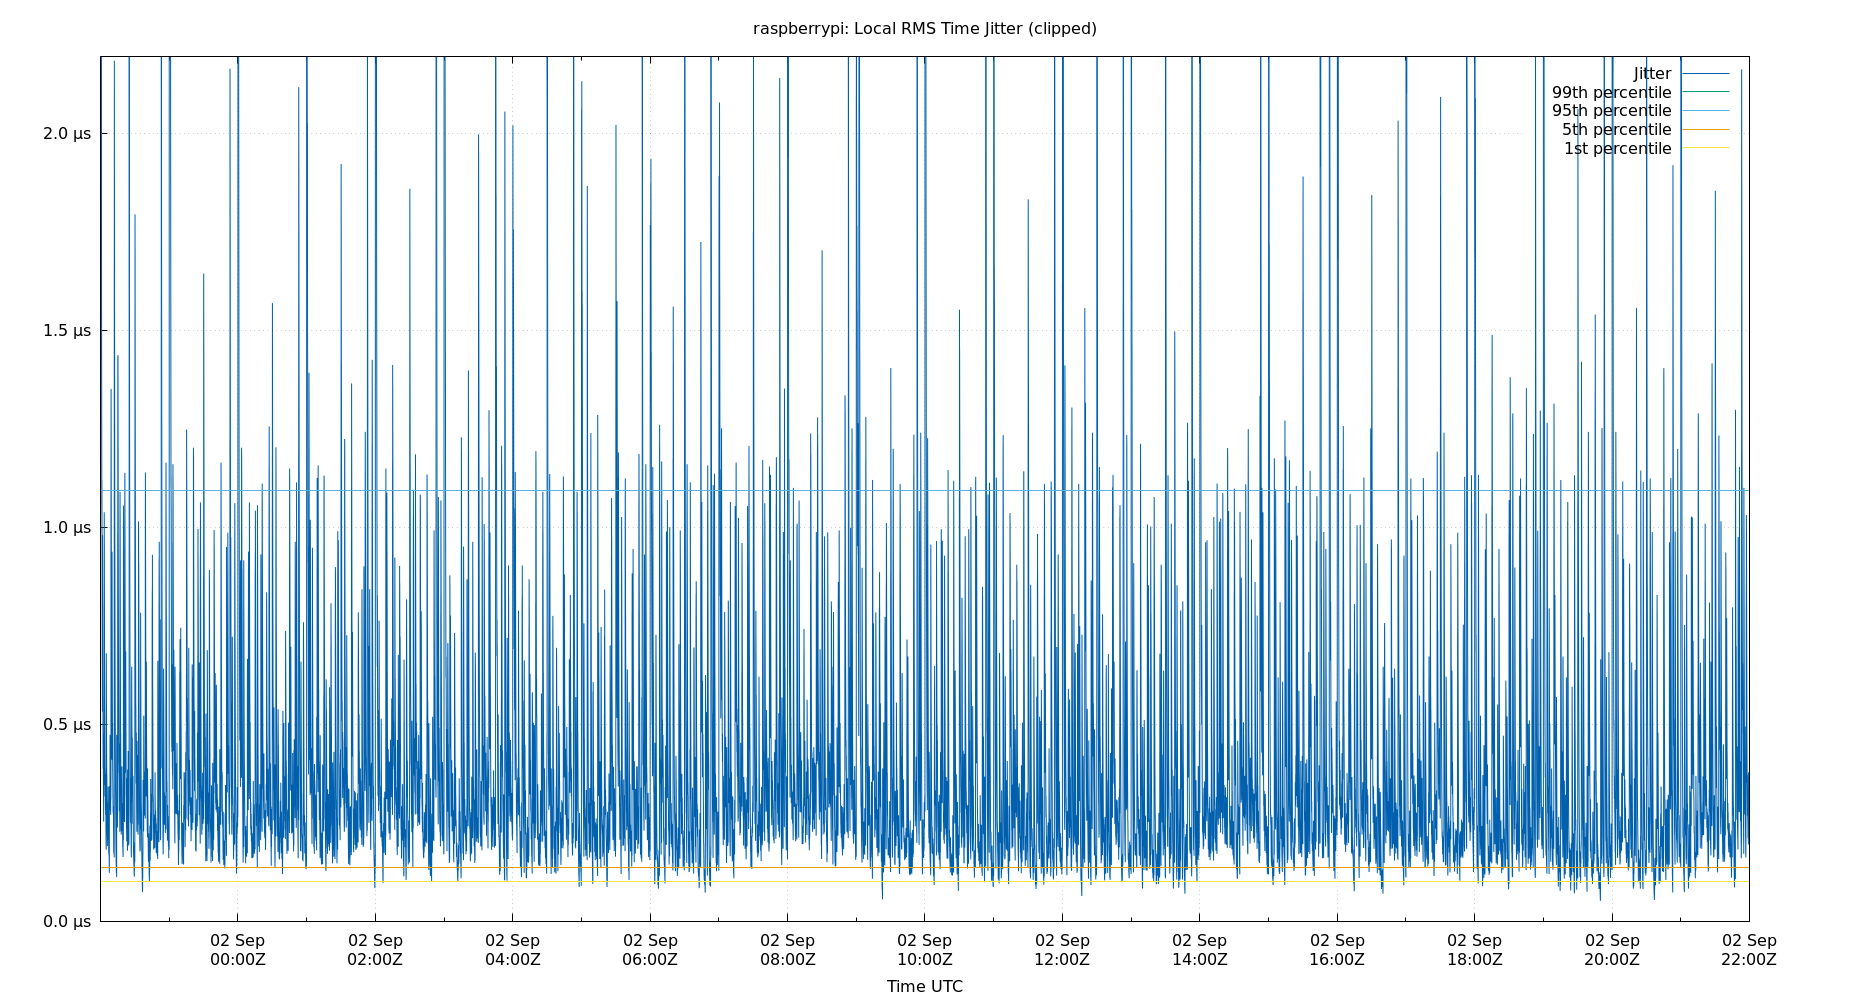 raspberrypi: Local RMS Time Jitter (clipped)
Jitter
99th percentile
95th percentile
5th percentile
1st percentile
2.0 µs
1.5 µs
1.0 µs
0.5 µs
0.0 µs
02 Sep 02 Sep 02 Sep 02 Sep 02 Sep 02 Sep 02 Sep 02 Sep 02 Sep 02 Sep 02 Sep 02 Sep
00:00Z 02:00Z 04:00Z 06:00Z 08:00Z 10:00Z 12:00Z 14:00Z 16:00Z 18:00Z 20:00Z 22:00Z
Time UTC